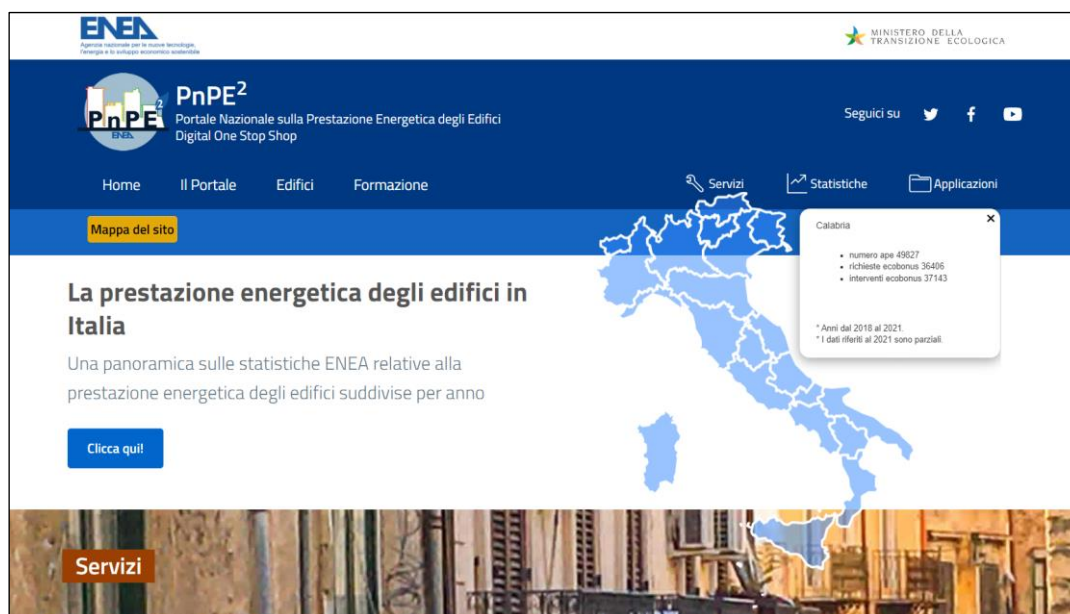 ENEA
Agenzia nazionale per le nuove tecnologie,
l'energia e lo sviluppo economico sostenibile
MINISTERO DELLA
TRANSIZIONE ECOLOGICA
PnPE²
ENEA
PnPE²
Portale Nazionale sulla Prestazione Energetica degli Edifici
Digital One Stop Shop
Seguici su
Home Il Portale Edifici Formazione Servizi Statistiche Applicazioni
Mappa del sito
Calabria
• numero ape 49827
• richieste ecobonus 36406
• interventi ecobonus 37143
* Anni dal 2018 al 2021.
* I dati riferiti al 2021 sono parziali.
La prestazione energetica degli edifici in
Italia
Una panoramica sulle statistiche ENEA relative alla
prestazione energetica degli edifici suddivise per anno
Clicca qui!
Servizi